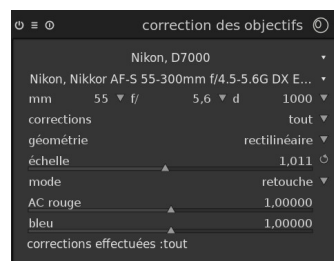 correction des objectifs
Nikon, D7000
Nikon, Nikkor AF-S 55-300mm f/4.5-5.6G DX E...
mm 55 f/ 5,6 d 1000
corrections tout
géométrie rectilinéaire
échelle 1,011
mode retouche
AC rouge 1,00000
bleu 1,00000
corrections effectuées :tout